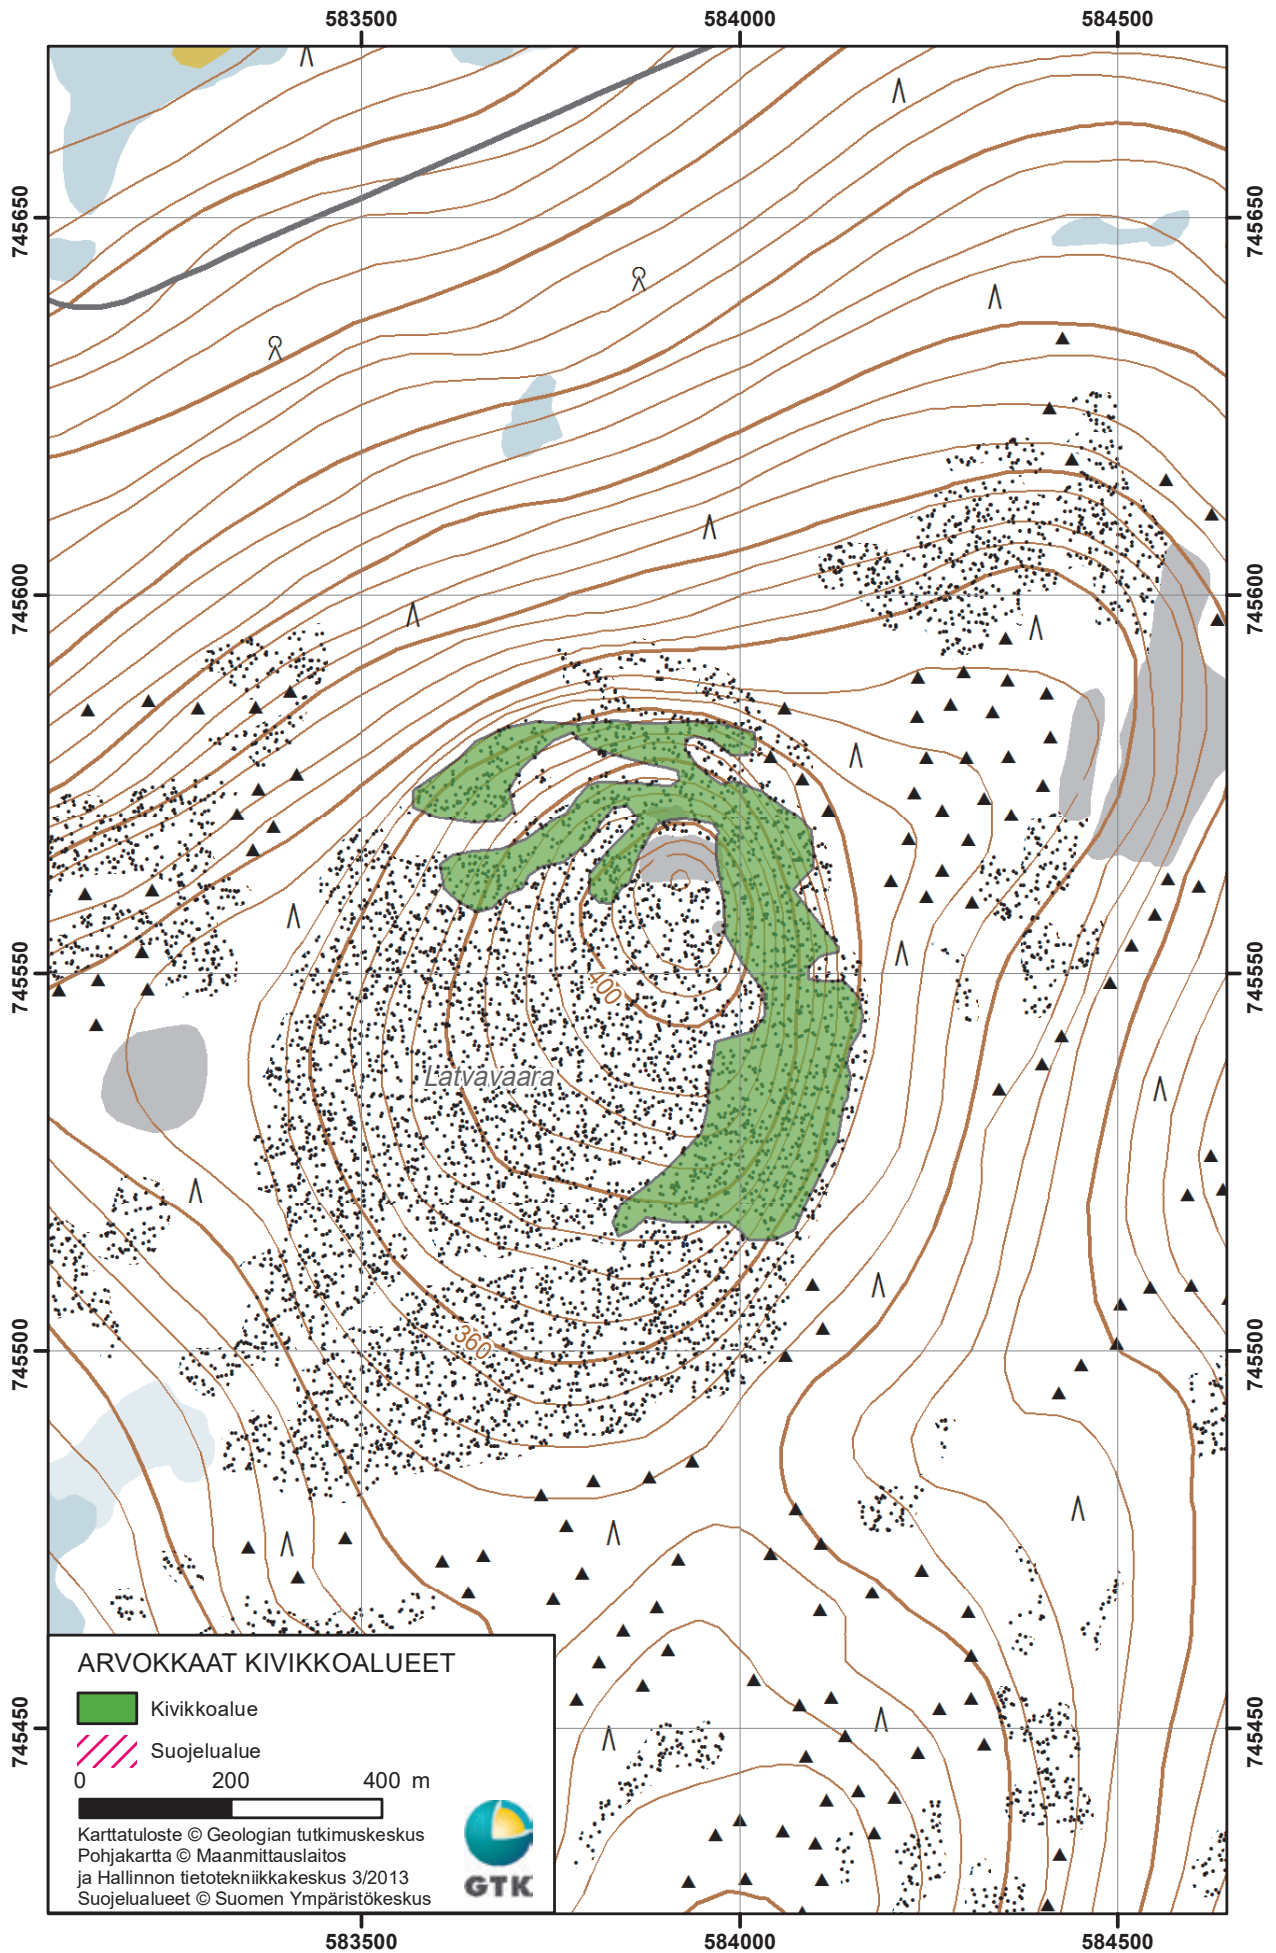 583500 584000 584500
745650 745650
745600 745600
745550 745550
400
Latvavaara
360
745500 745500
ARVOKKAAT KIVIKKOALUEET
Kivikkoalue
Suojelualue
745450 745450
0 200 400 m
Karttatuloste © Geologian tutkimuskeskus
Pohjakartta © Maanmittauslaitos
ja Hallinnon tietotekniikkakeskus 3/2013
Suojelualueet © Suomen Ympäristökeskus
GTK
583500 584000 584500